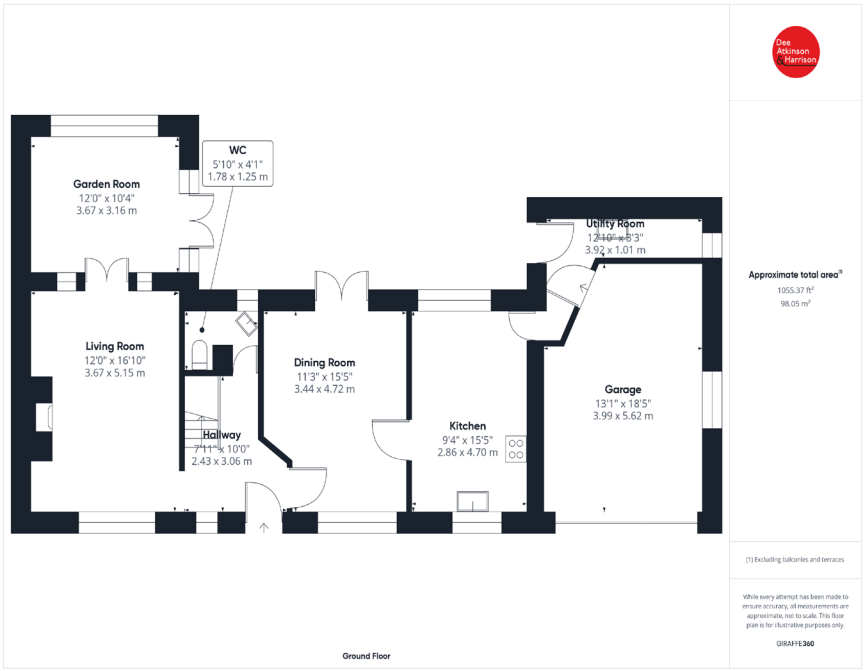 Dee
Atkinson
&Harrison
WC
5'10" x 4'1"
1.78 x 1.25 m
Garden Room
12'0" x 10'4"
3.67 x 3.16 m
Utility Room
12'10" x 3'3"
3.92 x 1.01 m
Living Room
12'0" x 16'10"
3.67 x 5.15 m
Dining Room
11'3" x 15'5"
3.44 x 4.72 m
Garage
13'1" x 18'5"
3.99 x 5.62 m
Kitchen
9'4" x 15'5"
2.86 x 4.70 m
Hallway
7'11" x 10'0"
2.43 x 3.06 m
Ground Floor
Approximate total area(1)
1055.37 ft²
98.05 m²
(1) Excluding balconies and terraces
While every attempt has been made to
ensure accuracy, all measurements are
approximate, not to scale. This floor
plan is for illustrative purposes only.
GIRAFFE360